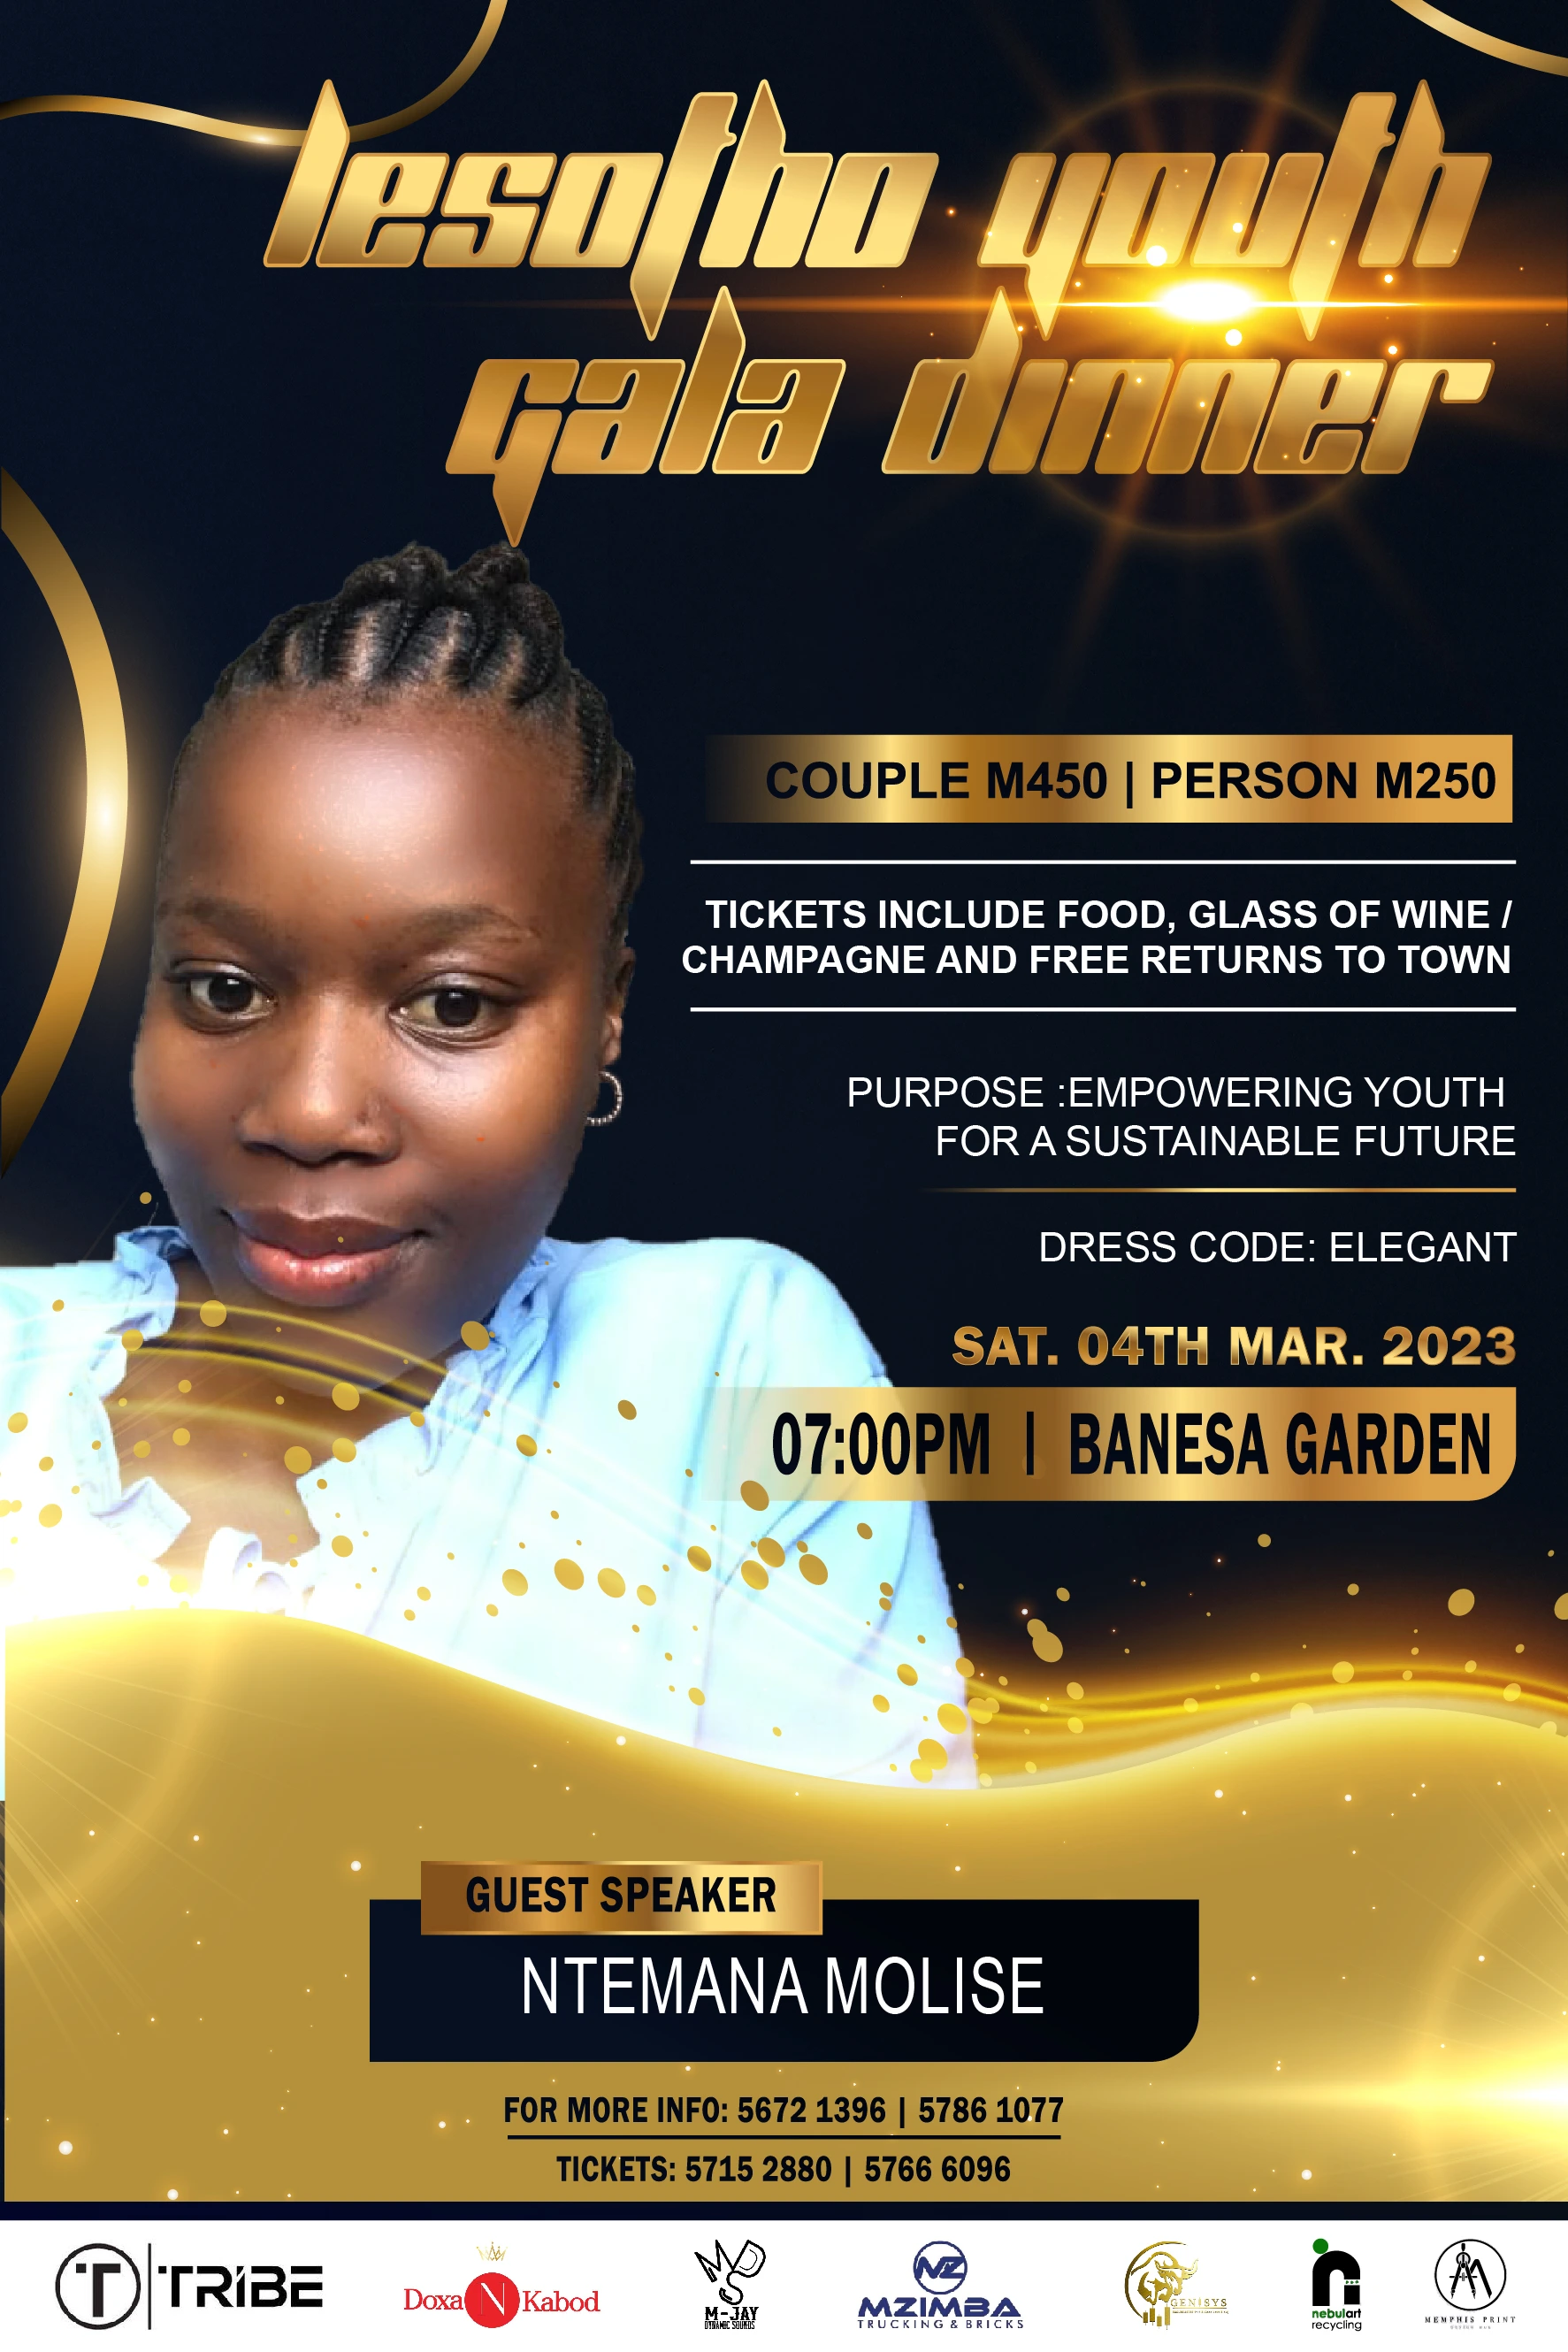 lesotho youth
gala dinner
COUPLE M450 | PERSON M250
TICKETS INCLUDE FOOD, GLASS OF WINE /
CHAMPAGNE AND FREE RETURNS TO TOWN
PURPOSE :EMPOWERING YOUTH
FOR A SUSTAINABLE FUTURE
DRESS CODE: ELEGANT
SAT. 04TH MAR. 2023
07:00PM | BANESA GARDEN
GUEST SPEAKER
NTEMANA MOLISE
FOR MORE INFO: 5672 1396 | 5786 1077
TICKETS: 5715 2880 | 5766 6096
T TRIBE
Doxa N Kabod
M-JAY
DYNAMIC SOUNDS
MZ
MZIMBA
TRUCKING & BRICKS
GENISYS
n
nebulart
recycling
MEMPHIS PRINT